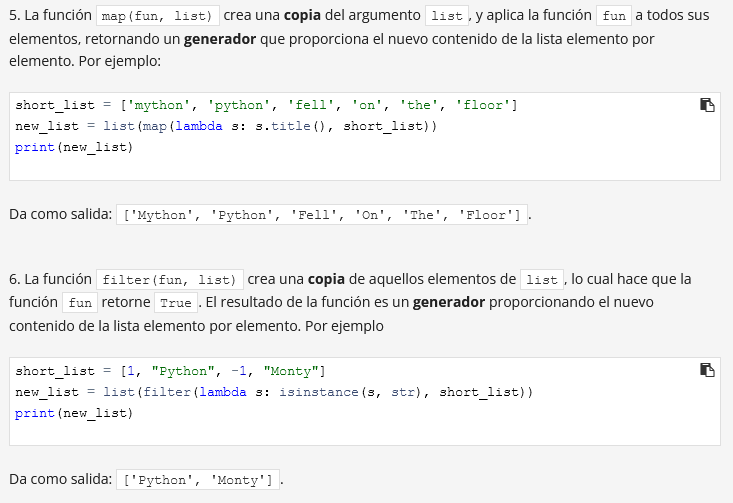 5. La función map(fun, list) crea una copia del argumento list, y aplica la función fun a todos sus
elementos, retornando un generador que proporciona el nuevo contenido de la lista elemento por
elemento. Por ejemplo:
short_list = ['mython', 'python', 'fell', 'on', 'the', 'floor']
new_list = list(map(lambda s: s.title(), short_list))
print(new_list)
Da como salida: ['Mython', 'Python', 'Fell', 'On', 'The', 'Floor'].
6. La función filter(fun, list) crea una copia de aquellos elementos de list, lo cual hace que la
función fun retorne True. El resultado de la función es un generador proporcionando el nuevo
contenido de la lista elemento por elemento. Por ejemplo
short_list = [1, "Python", -1, "Monty"]
new_list = list(filter(lambda s: isinstance(s, str), short_list))
print(new_list)
Da como salida: ['Python', 'Monty'].